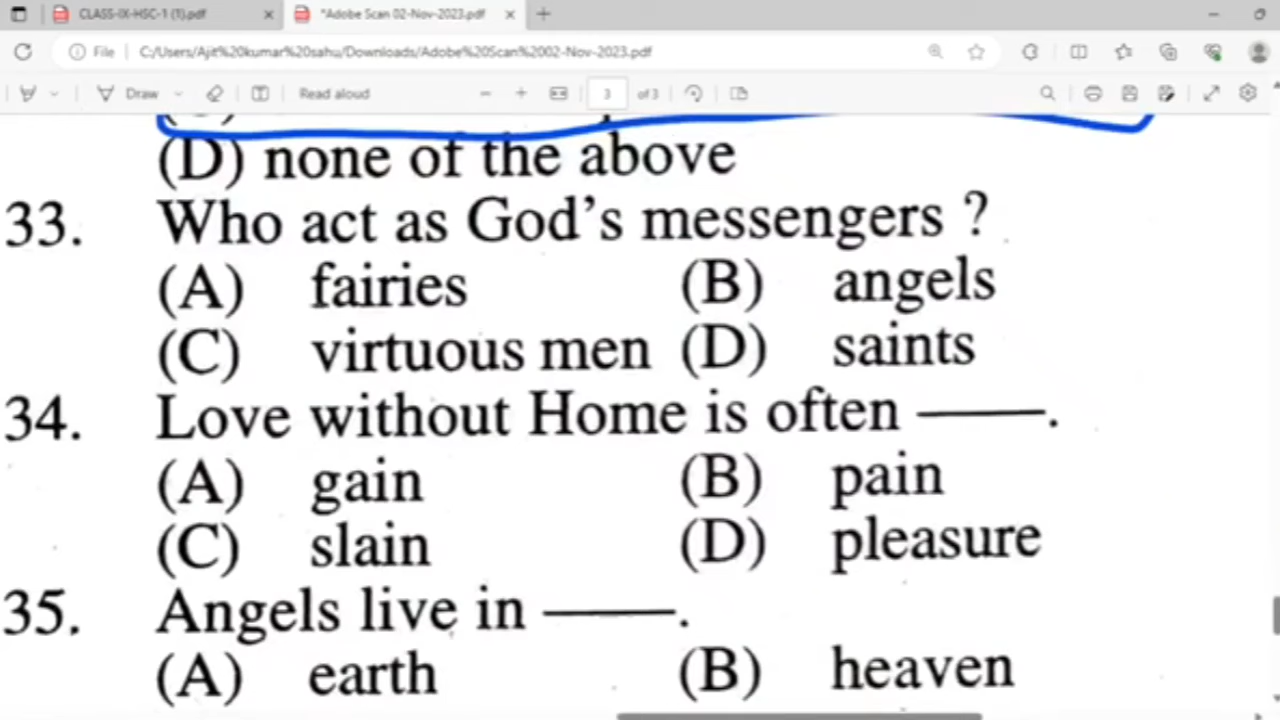 CLASS-IX-HSC-1 (1).pdf
*Adobe Scan 02-Nov-2023.pdf
File
C:/Users/Ajit%20kumar%20sahu/Downloads/Adobe%20Scan%2002-Nov-2023.pdf
Draw
Read aloud
3
of 3
(D) none of the above
33. Who act as God's messengers ?
(A) fairies (B) angels
(C) virtuous men (D) saints
34. Love without Home is often ———.
(A) gain (B) pain
(C) slain (D) pleasure
35. Angels live in ———.
(A) earth (B) heaven